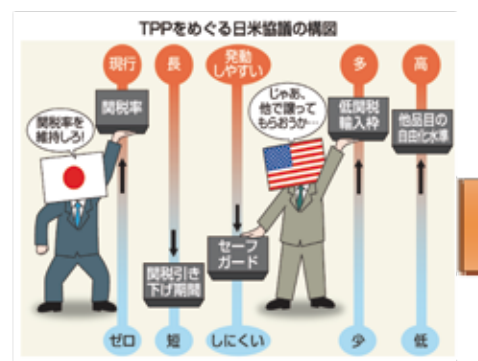 TPPをめぐる日米協議の構図
現行
長
発動
しやすい
多
高
関税率
関税率を
維持しろ!
じゃあ、
他で譲って
もらおうか…
低関税
輸入枠
他品目の
自由化水準
関税引き
下げ期間
セーフ
ガード
ゼロ
短
しにくい
少
低